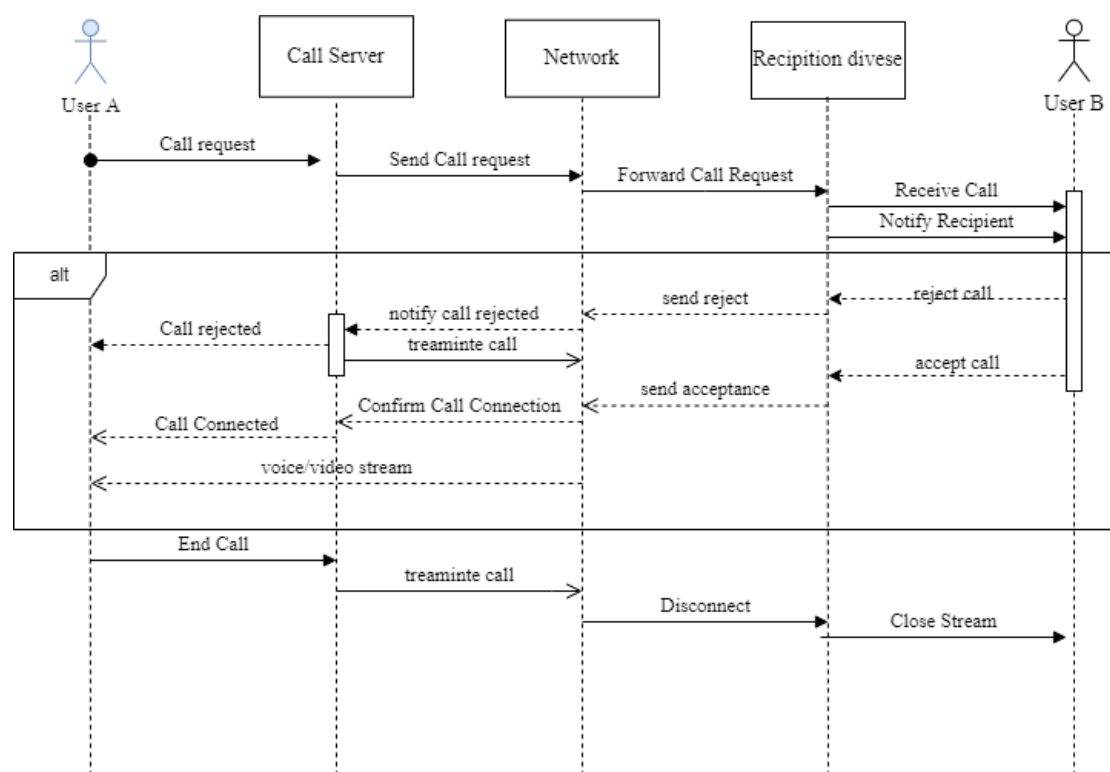 Call Server
Network
Recipition divese
User A
User B
Call request
Send Call request
Forward Call Request
Receive Call
Notify Recipient
alt
reject call
send reject
notify call rejected
Call rejected
treaminte call
accept call
send acceptance
Confirm Call Connection
Call Connected
voice/video stream
End Call
treaminte call
Disconnect
Close Stream